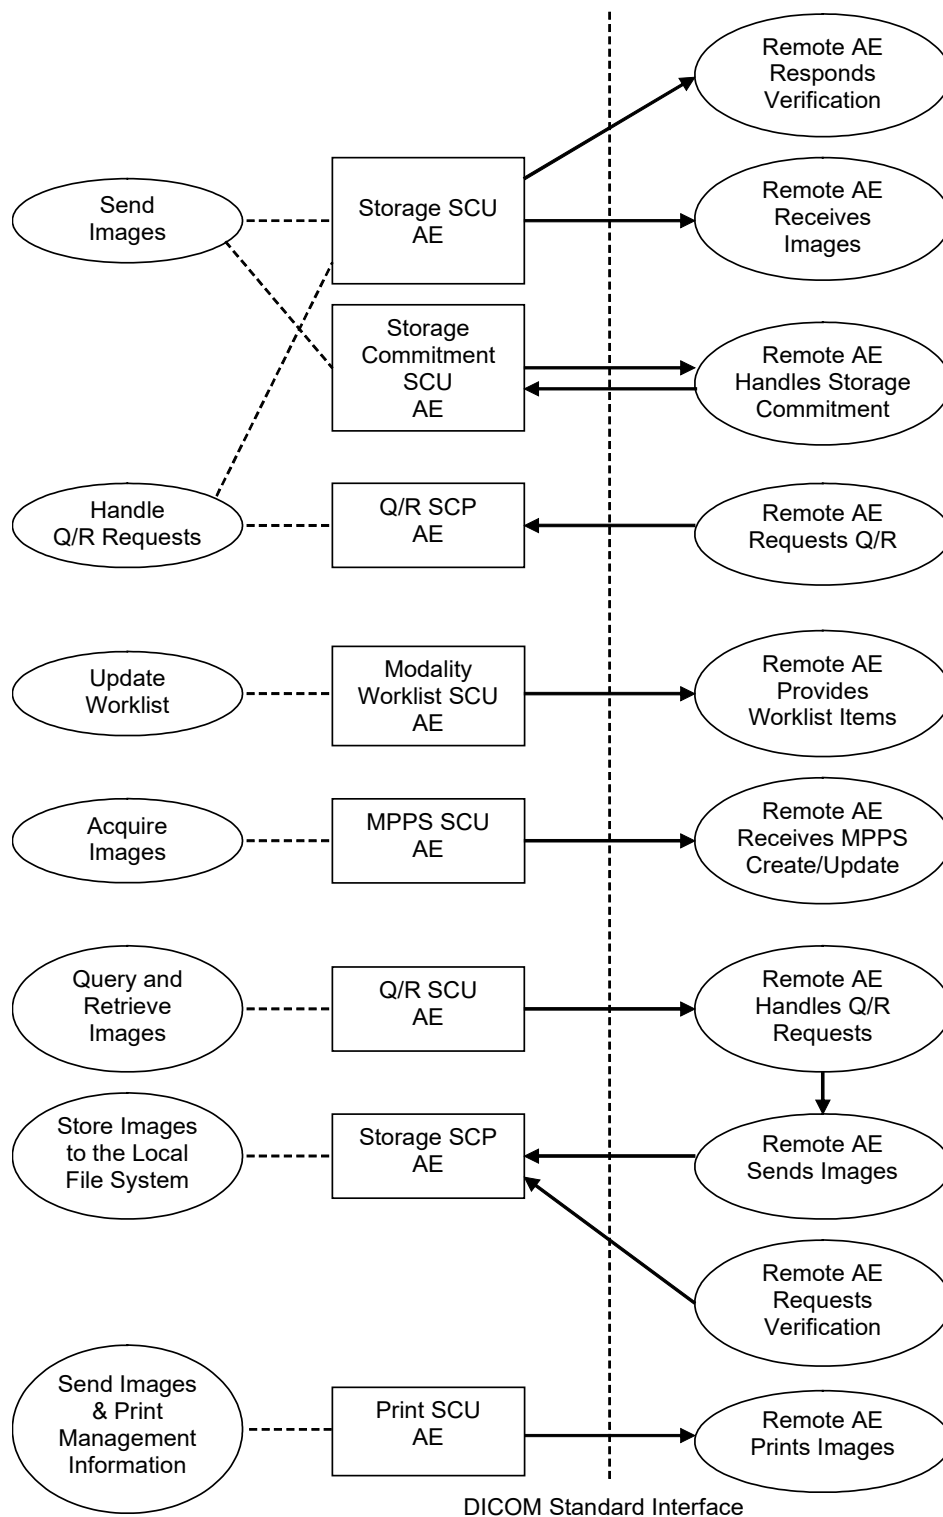 Remote AE
Responds
Verification
Send
Images
Storage SCU
AE
Remote AE
Receives
Images
Storage
Commitment
SCU
AE
Remote AE
Handles Storage
Commitment
Handle
Q/R Requests
Q/R SCP
AE
Remote AE
Requests Q/R
Update
Worklist
Modality
Worklist SCU
AE
Remote AE
Provides
Worklist Items
Acquire
Images
MPPS SCU
AE
Remote AE
Receives MPPS
Create/Update
Query and
Retrieve
Images
Q/R SCU
AE
Remote AE
Handles Q/R
Requests
Store Images
to the Local
File System
Storage SCP
AE
Remote AE
Sends Images
Remote AE
Requests
Verification
Send Images
& Print
Management
Information
Print SCU
AE
Remote AE
Prints Images
DICOM Standard Interface